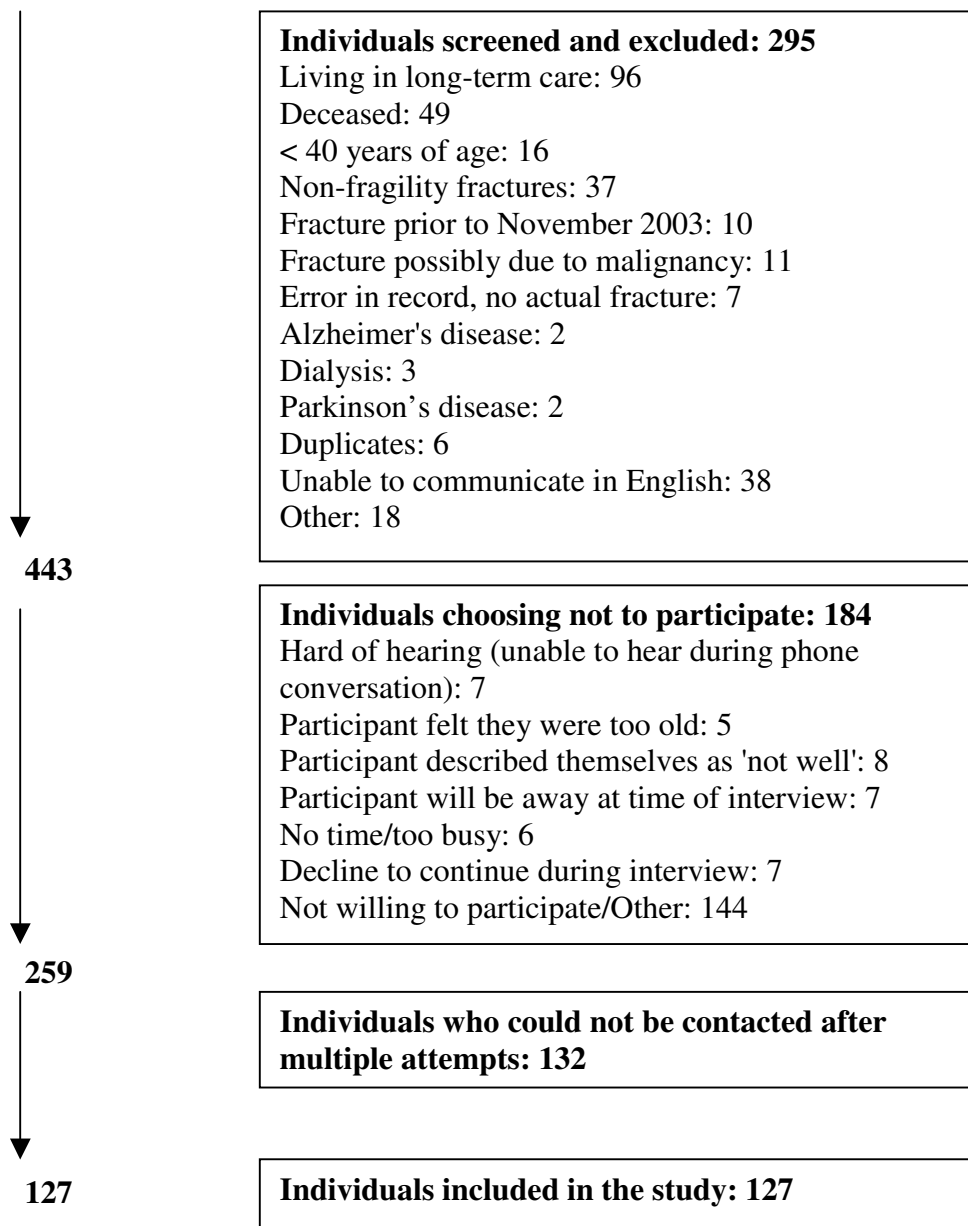 Individuals screened and excluded: 295
Living in long-term care: 96
Deceased: 49
< 40 years of age: 16
Non-fragility fractures: 37
Fracture prior to November 2003: 10
Fracture possibly due to malignancy: 11
Error in record, no actual fracture: 7
Alzheimer's disease: 2
Dialysis: 3
Parkinson’s disease: 2
Duplicates: 6
Unable to communicate in English: 38
Other: 18
443
Individuals choosing not to participate: 184
Hard of hearing (unable to hear during phone
conversation): 7
Participant felt they were too old: 5
Participant described themselves as 'not well': 8
Participant will be away at time of interview: 7
No time/too busy: 6
Decline to continue during interview: 7
Not willing to participate/Other: 144
259
Individuals who could not be contacted after
multiple attempts: 132
127
Individuals included in the study: 127